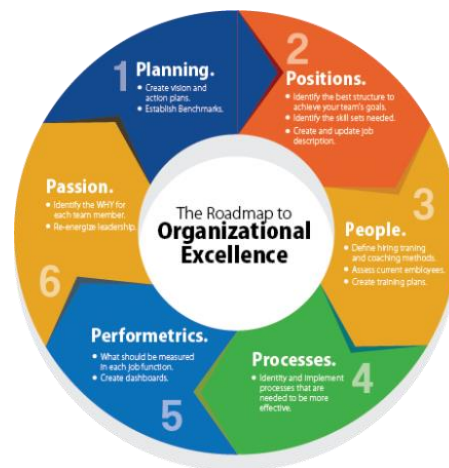 The Roadmap to
Organizational
Excellence
1
Planning.
• Create vision and
action plans.
• Establish Benchmarks.
2
Positions.
• Identify the best structure to
achieve your team's goals.
• Identify the skill sets needed.
• Create and update job
description.
3
People.
• Define hiring traning
and coaching methods.
• Assess current employees.
• Create training plans.
4
Processes.
• Identity and implement
processes that are
needed to be more
effective.
5
Performetrics.
• What should be measured
in each job function.
• Create dashboards.
6
Passion.
• Identify the WHY for
each team member.
• Re-energize leadership.